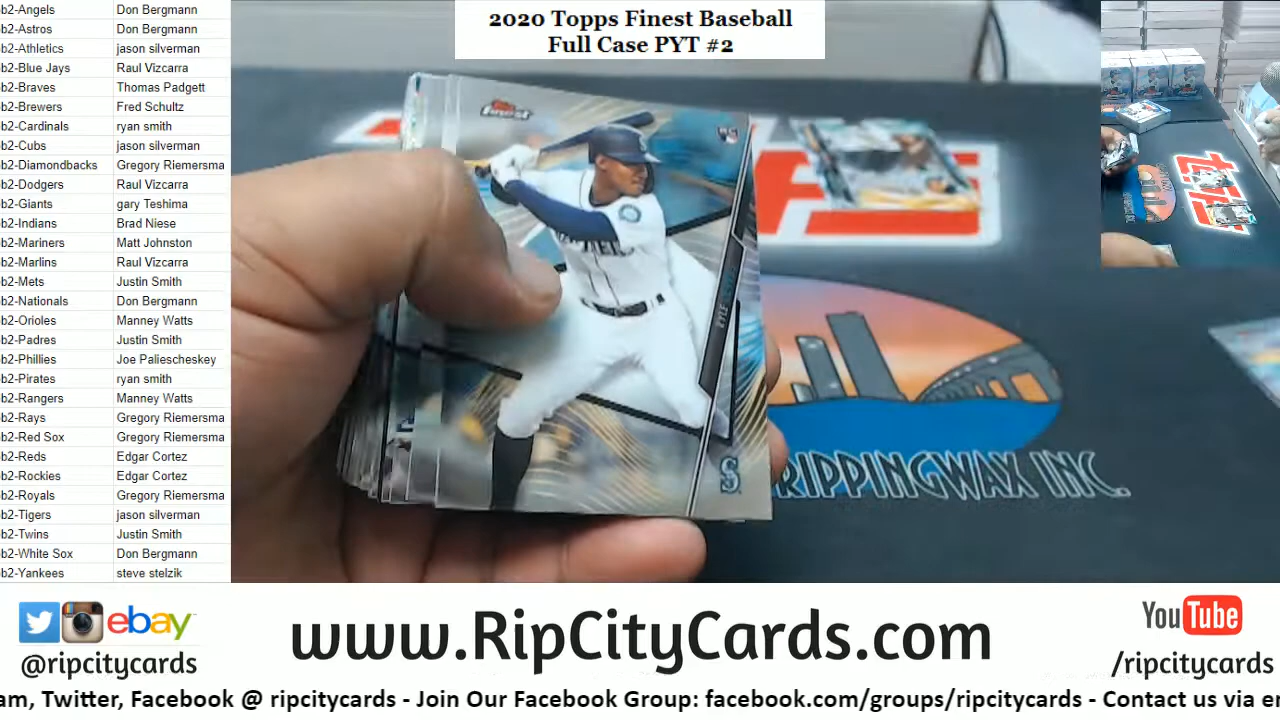 b2-Angels Don Bergmann
b2-Astros Don Bergmann
b2-Athletics jason silverman
b2-Blue Jays Raul Vizcarra
b2-Braves Thomas Padgett
b2-Brewers Fred Schultz
b2-Cardinals ryan smith
b2-Cubs jason silverman
b2-Diamondbacks Gregory Riemersma
b2-Dodgers Raul Vizcarra
b2-Giants gary Teshima
b2-Indians Brad Niese
b2-Mariners Matt Johnston
b2-Marlins Raul Vizcarra
b2-Mets Justin Smith
b2-Nationals Don Bergmann
b2-Orioles Manney Watts
b2-Padres Justin Smith
b2-Phillies Joe Paliescheskey
b2-Pirates ryan smith
b2-Rangers Manney Watts
b2-Rays Gregory Riemersma
b2-Red Sox Gregory Riemersma
b2-Reds Edgar Cortez
b2-Rockies Edgar Cortez
b2-Royals Gregory Riemersma
b2-Tigers jason silverman
b2-Twins Justin Smith
b2-White Sox Don Bergmann
b2-Yankees steve stelzik
2020 Topps Finest Baseball
Full Case PYT #2
Topps
Finest
S
KYLE
S
RIPPINGWAX INC.
ebay
@ripcitycards
www.RipCityCards.com
YouTube
/ripcitycards
am, Twitter, Facebook @ ripcitycards - Join Our Facebook Group: facebook.com/groups/ripcitycards - Contact us via em